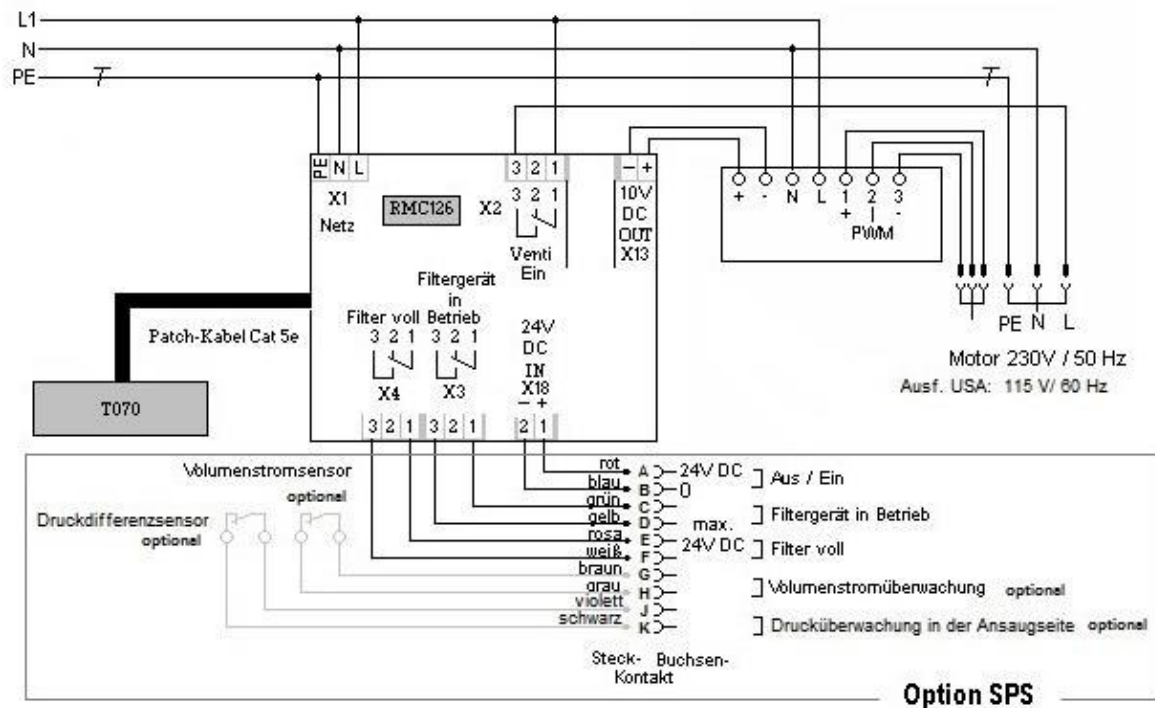 L1
N
PE
PE N L
3 2 1
- +
X1
Netz
RMC126
X2
3 2 1
Venti
Ein
10V
DC
OUT
X13
+ - N L 1 2 3
+ | -
PWM
PE N L
Motor 230V / 50 Hz
Ausf. USA: 115 V/ 60 Hz
Patch-Kabel Cat 5e
T070
Filtergerät
in
Filter voll Betrieb
3 2 1 3 2 1
X4 X3
24V
DC
IN
X18
- +
3 2 1 3 2 1 2 1
Volumenstromsensor
optional
Druckdifferenzsensor
optional
rot A 24V DC
blau B 0
Aus / Ein
grün C
gelb D
max.
24V DC
Filtergerät in Betrieb
rosa E
weiß F
Filter voll
braun G
grau H
Volumenstromüberwachung optional
violett J
schwarz K
Drucküberwachung in der Ansaugseite optional
Steck- Buchsen-
Kontakt
Option SPS